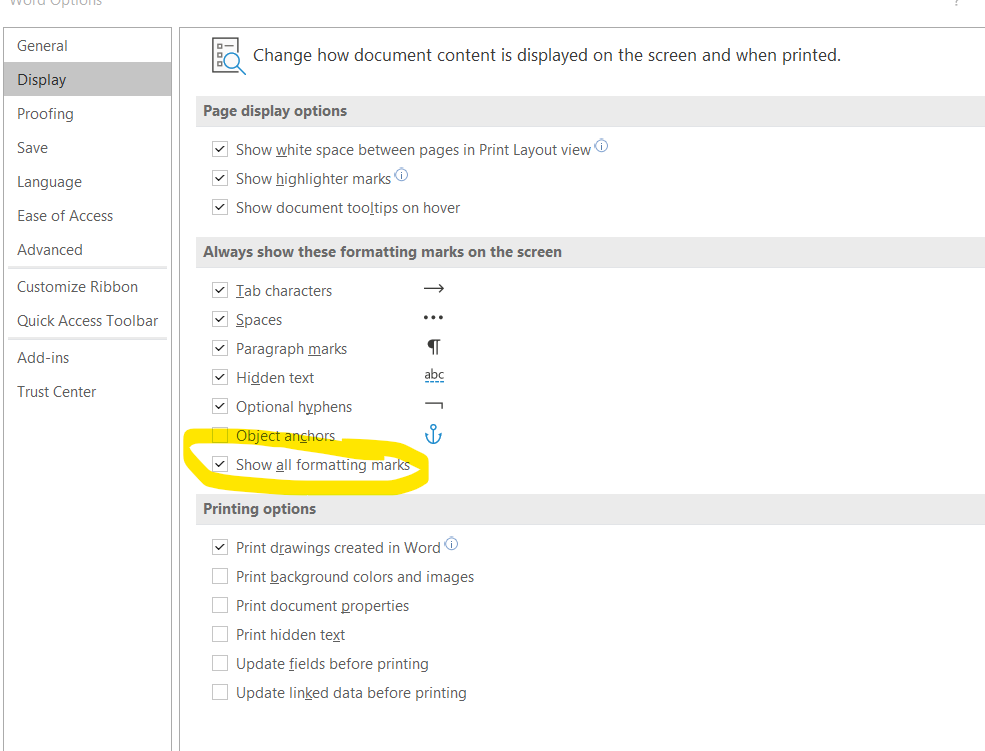 Word Options
?
General
Display
Proofing
Save
Language
Ease of Access
Advanced
Customize Ribbon
Quick Access Toolbar
Add-ins
Trust Center
Change how document content is displayed on the screen and when printed.
Page display options
Show white space between pages in Print Layout view
Show highlighter marks
Show document tooltips on hover
Always show these formatting marks on the screen
Tab characters →
Spaces •••
Paragraph marks ¶
Hidden text abc
Optional hyphens ¬
Object anchors
Show all formatting marks
Printing options
Print drawings created in Word
Print background colors and images
Print document properties
Print hidden text
Update fields before printing
Update linked data before printing